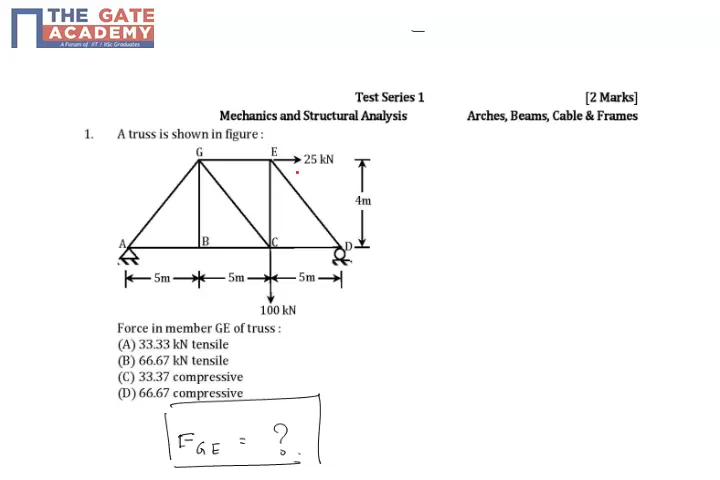 THE GATE
ACADEMY
A Forum of IIT / IISc Graduates
Test Series 1 [2 Marks]
Mechanics and Structural Analysis Arches, Beams, Cable & Frames
1. A truss is shown in figure :
G E
25 kN
4m
A B C D
5m 5m 5m
100 kN
Force in member GE of truss :
(A) 33.33 kN tensile
(B) 66.67 kN tensile
(C) 33.37 compressive
(D) 66.67 compressive
F GE = ?